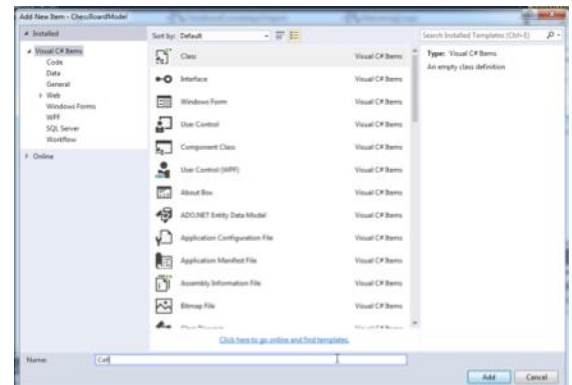 Add New Item - ChessBoardModel
Installed
Sort by: Default
Search Installed Templates (Ctrl+E)
Visual C# Items
Code
Data
General
Web
Windows Forms
WPF
SQL Server
Workflow
Online
Class Visual C# Items
Interface Visual C# Items
Windows Form Visual C# Items
User Control Visual C# Items
Component Class Visual C# Items
User Control (WPF) Visual C# Items
About Box Visual C# Items
ADO.NET Entity Data Model Visual C# Items
Application Configuration File Visual C# Items
Application Manifest File Visual C# Items
Assembly Information File Visual C# Items
Bitmap File Visual C# Items
Type: Visual C# Items
An empty class definition
Click here to go online and find templates.
Name: Cell
Add Cancel